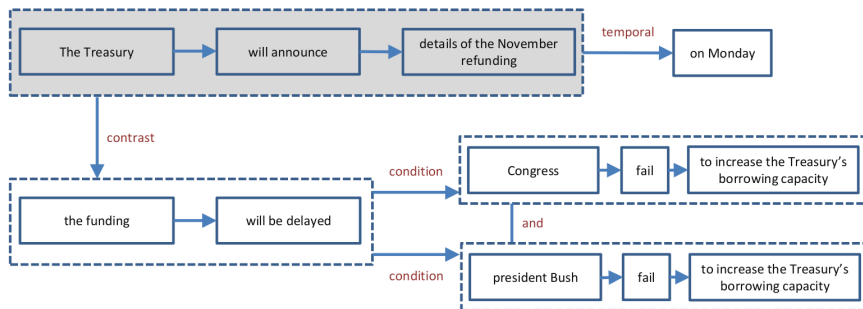 temporal
The Treasury
will announce
details of the November
refunding
on Monday
contrast
condition
Congress
fail
to increase the Treasury's
borrowing capacity
the funding
will be delayed
and
condition
president Bush
fail
to increase the Treasury's
borrowing capacity